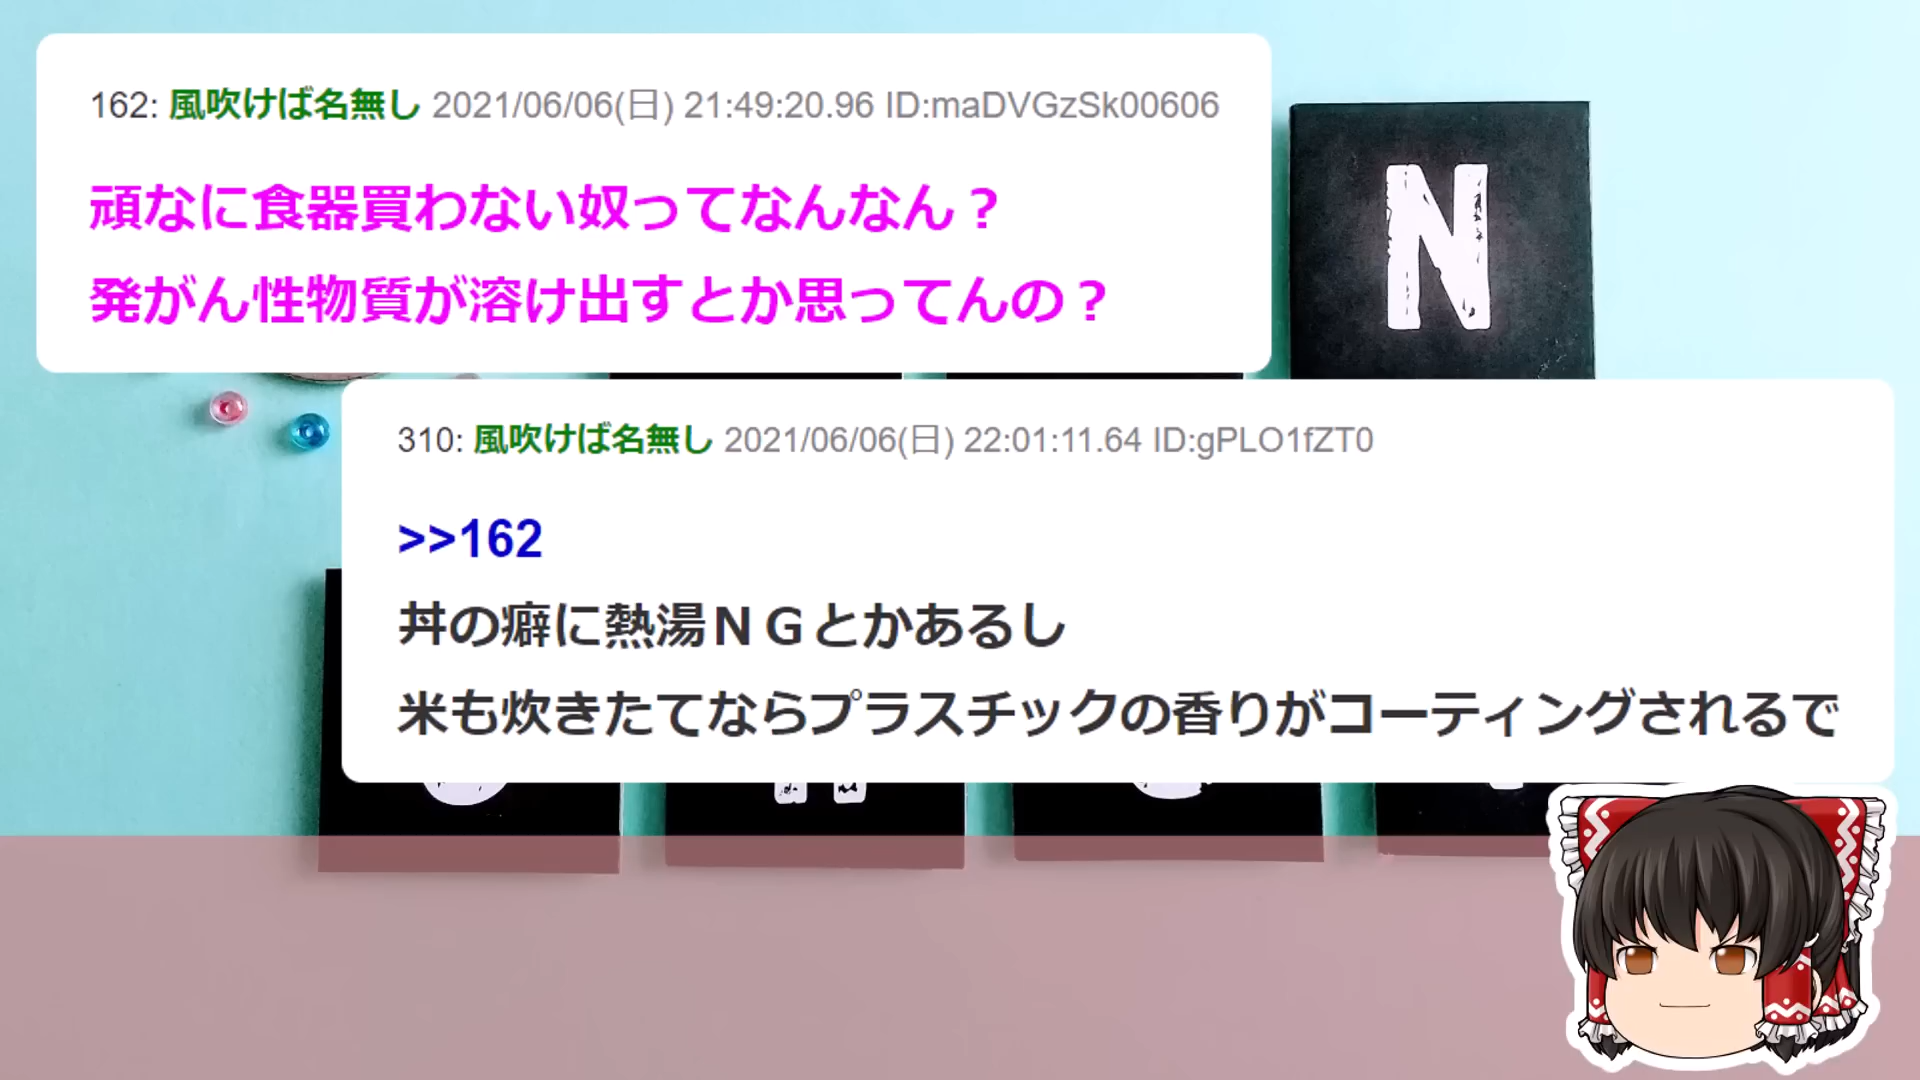 162: 風吹けば名無し 2021/06/06(日) 21:49:20.96 ID:maDVGzSk00606
頑なに食器買わない奴ってなんなん？
発がん性物質が溶け出すとか思ってんの？
N
310: 風吹けば名無し 2021/06/06(日) 22:01:11.64 ID:gPLO1fZT0
>>162
丼の癖に熱湯ＮＧとかあるし
米も炊きたてならプラスチックの香りがコーティングされるで